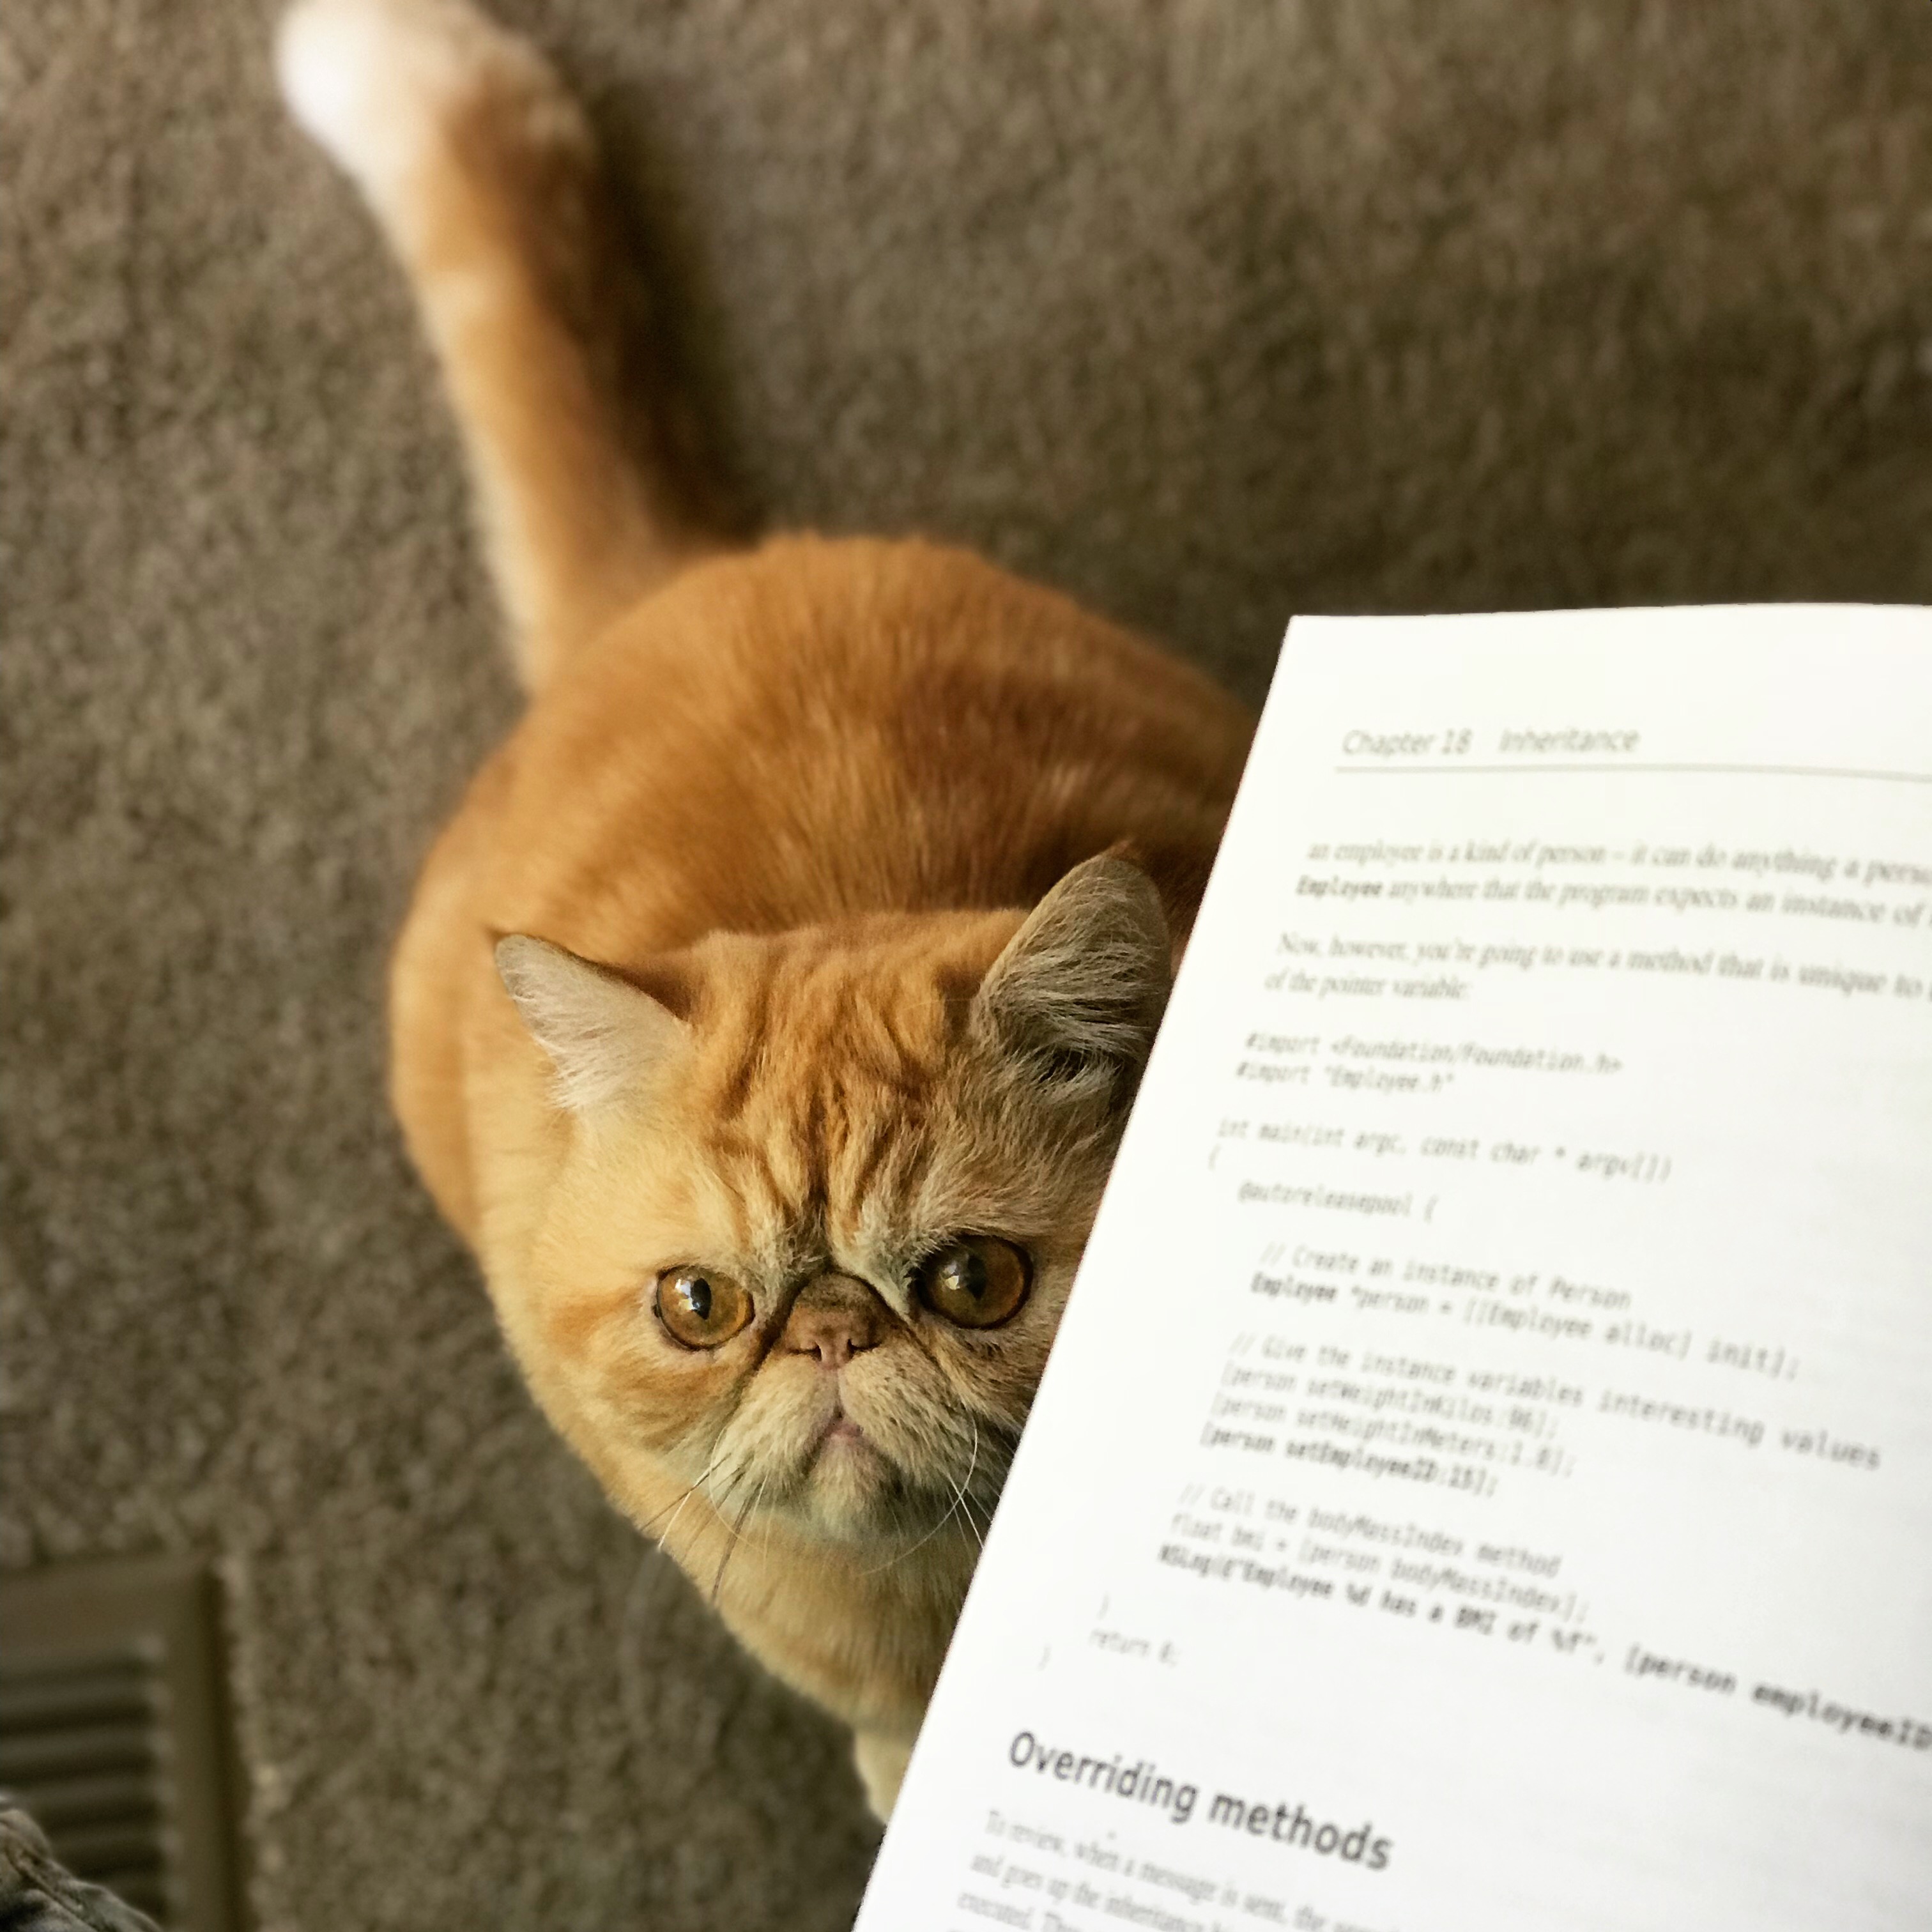 Chapter 18 Inheritance
an employee is a kind of person – it can do anything a
Employee anywhere that the program expects an instance of
Now, however, you're going to use a method that is unique to
of the pointer variable:
#import <Foundation/Foundation.h>
#import "Employee.h"
int main(int argc, const char * argv[])
{
@autoreleasepool {
// Create an instance of Person
Employee *person = [[Employee alloc] init];
// Give the instance variables interesting values
[person setWeightInKilos:96];
[person setHeightInMeters:1.8];
[person setEmployeeID:15];
// Call the bodyMassIndex method
float bmi = [person bodyMassIndex];
NSLog(@"Employee %d has a BMI of %f", [person employeeID
}
return 0;
}
Overriding methods
To review, when a message is sent, the
and goes up the inheritance
executed.